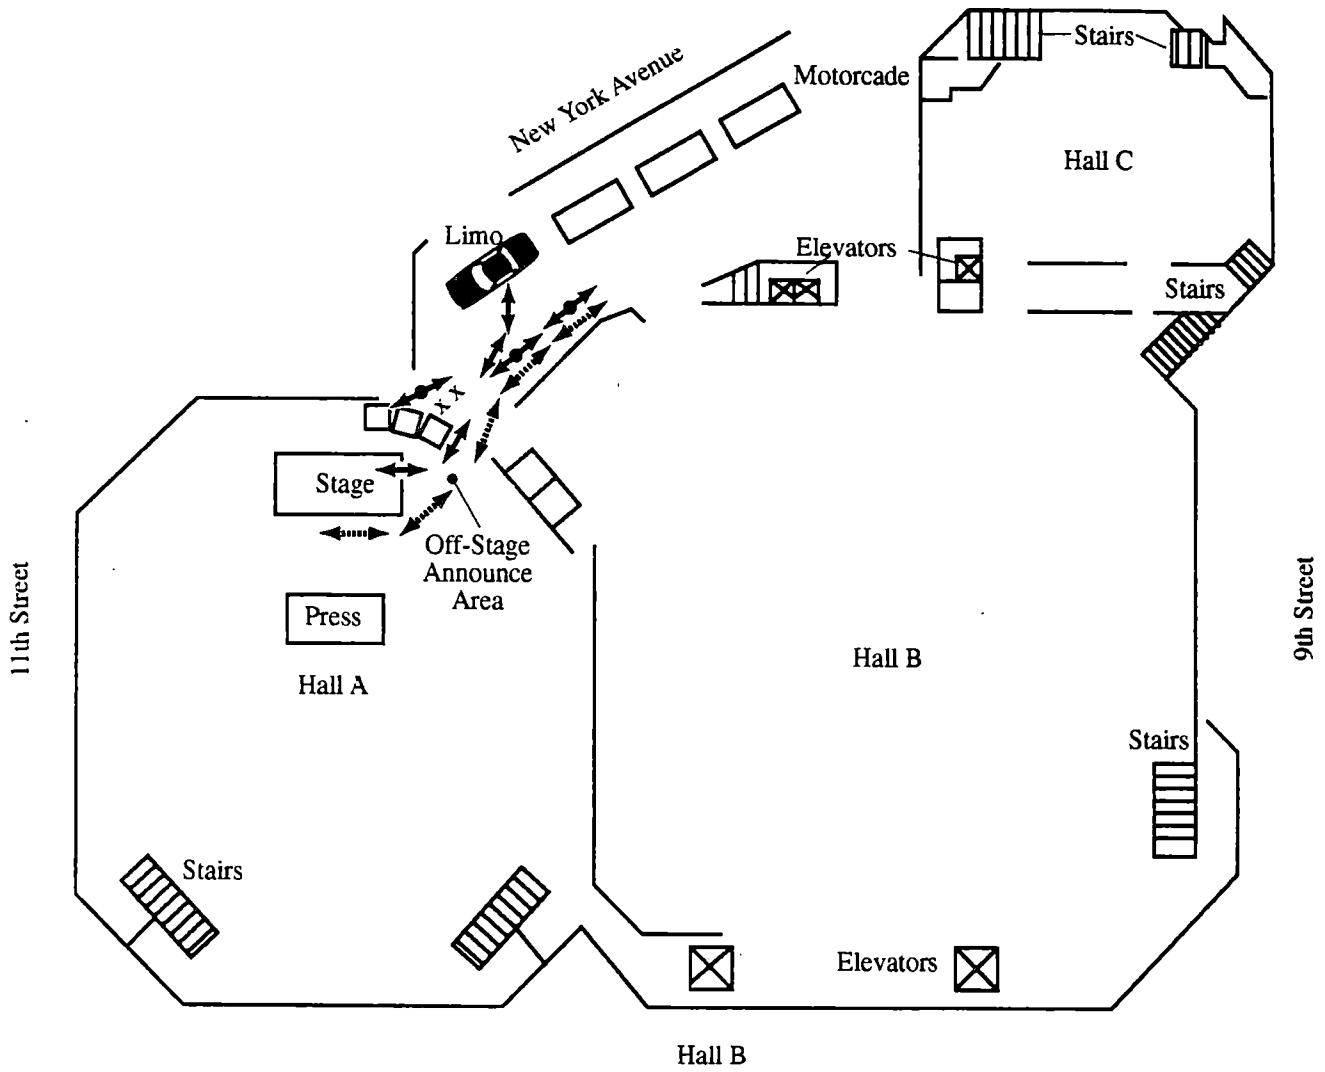 Stairs
New York Avenue
Motorcade
Hall C
Limo
Elevators
Stairs
X X
Stage
Off-Stage
Announce
Area
11th Street
9th Street
Press
Hall B
Hall A
Stairs
Stairs
Elevators
Hall B